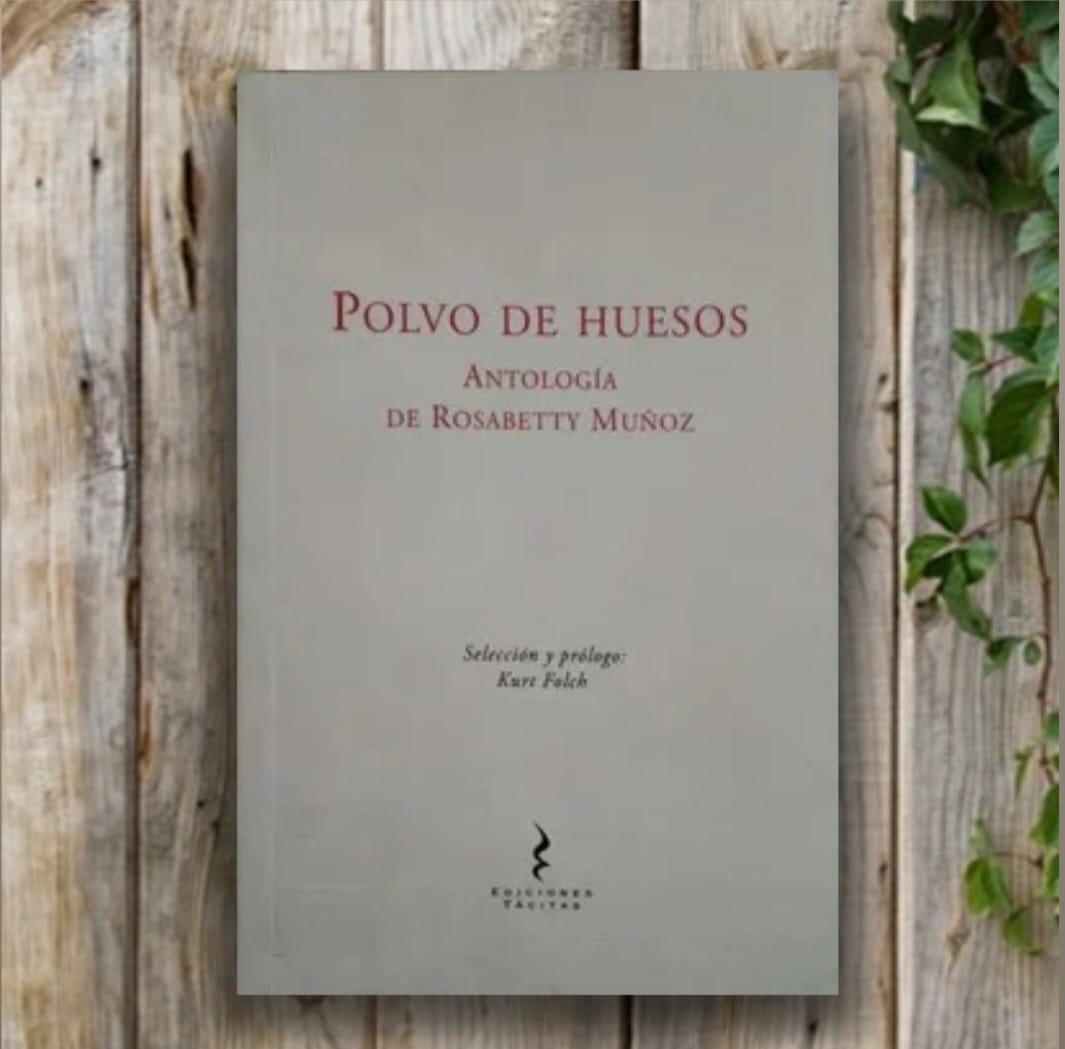 POLVO DE HUESOS
ANTOLOGÍA
DE ROSABETTY MUÑOZ
Selección y prólogo:
Kurt Folch
EDICIONES
TÁCITAS